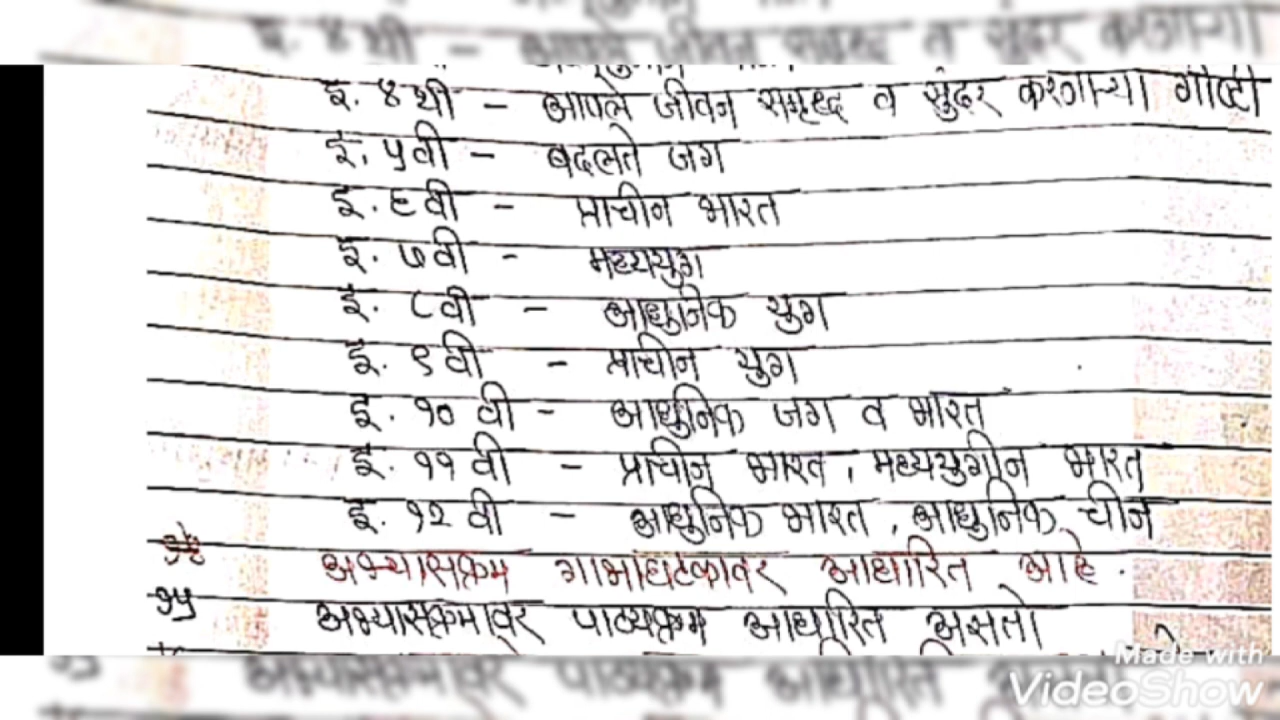 इ. ४थी - आपले जीवन समृध्द व सुंदर करणाऱ्या गोष्टी
इ. ५वी - बदलते जग
इ. ६वी - प्राचीन भारत
इ. ७वी - मध्ययुग
इ. ८वी - आधुनिक युग
इ. ९वी - प्राचीन युग
इ. १० वी - आधुनिक जग व भारत
इ. ११ वी - प्राचीन भारत, मध्ययुगीन भारत
इ. १२ वी - आधुनिक भारत, आधुनिक चीन
अभ्यासक्रम गाभाघटकावर आधारित आहे.
१५ अभ्यासक्रमावर पाठ्यक्रम आधारित असतो
Made with
VideoShow